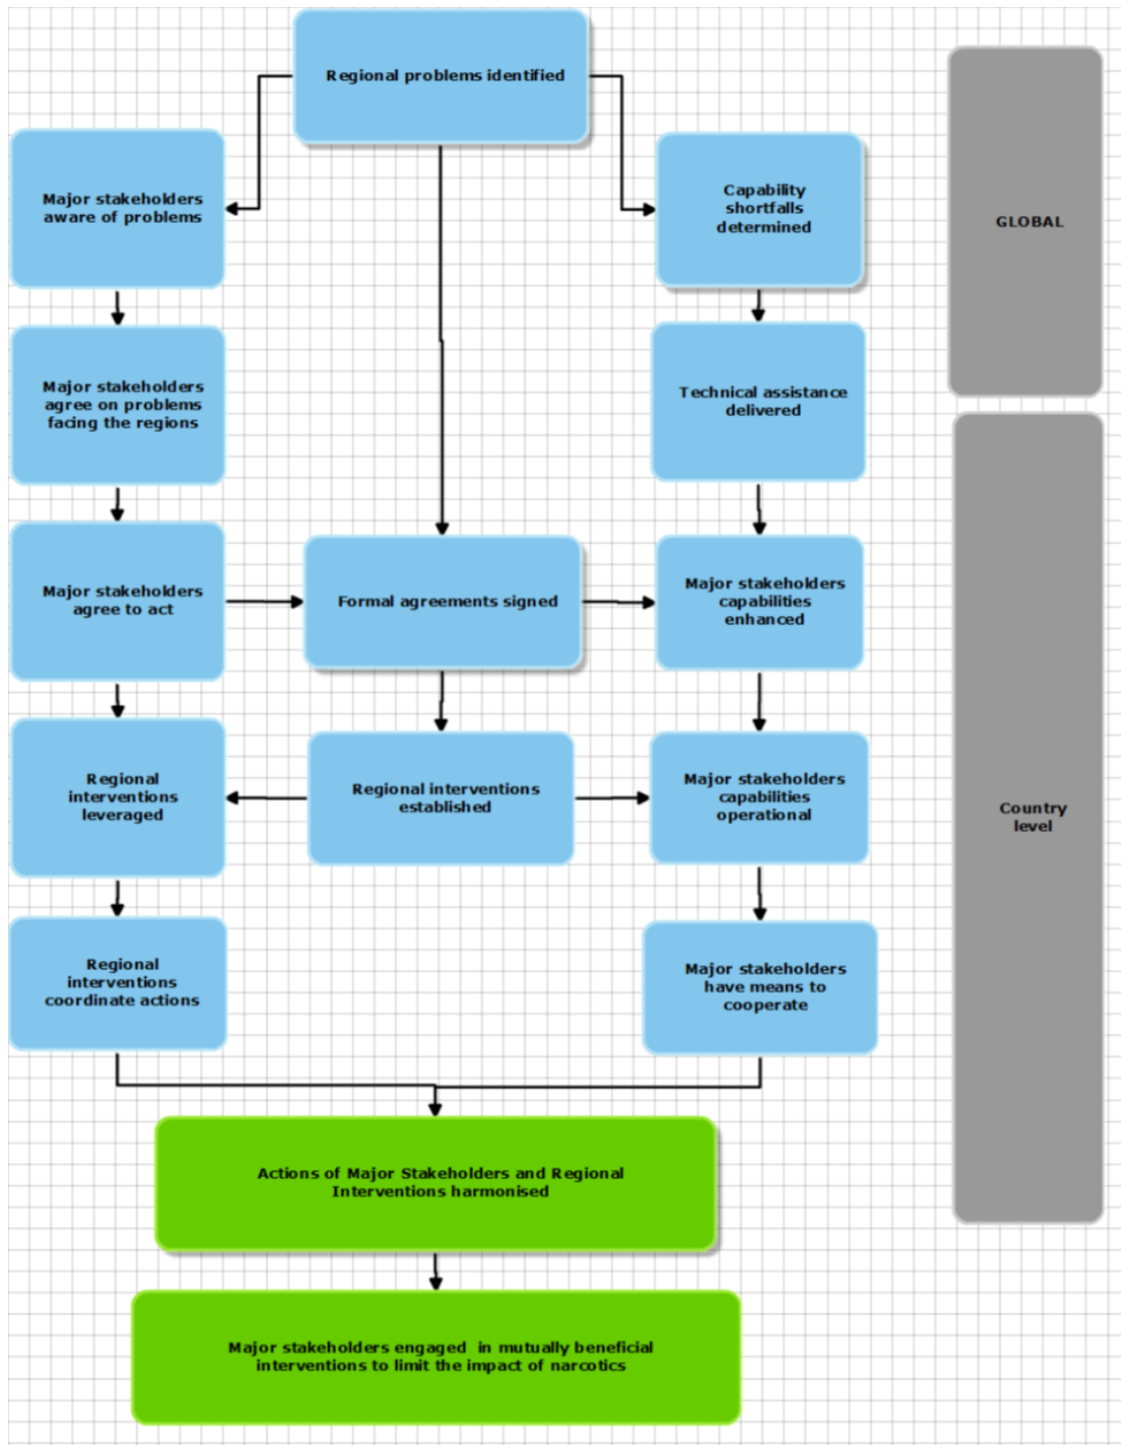 Regional problems identified
Major stakeholders
aware of problems
Capability
shortfalls
determined
GLOBAL
Major stakeholders
agree on problems
facing the regions
Technical assistance
delivered
Major stakeholders
agree to act
Formal agreements signed
Major stakeholders
capabilities
enhanced
Regional
interventions
leveraged
Regional interventions
established
Major stakeholders
capabilities
operational
Country
level
Regional
interventions
coordinate actions
Major stakeholders
have means to
cooperate
Actions of Major Stakeholders and Regional
Interventions harmonised
Major stakeholders engaged  in mutually beneficial
interventions to limit the impact of narcotics